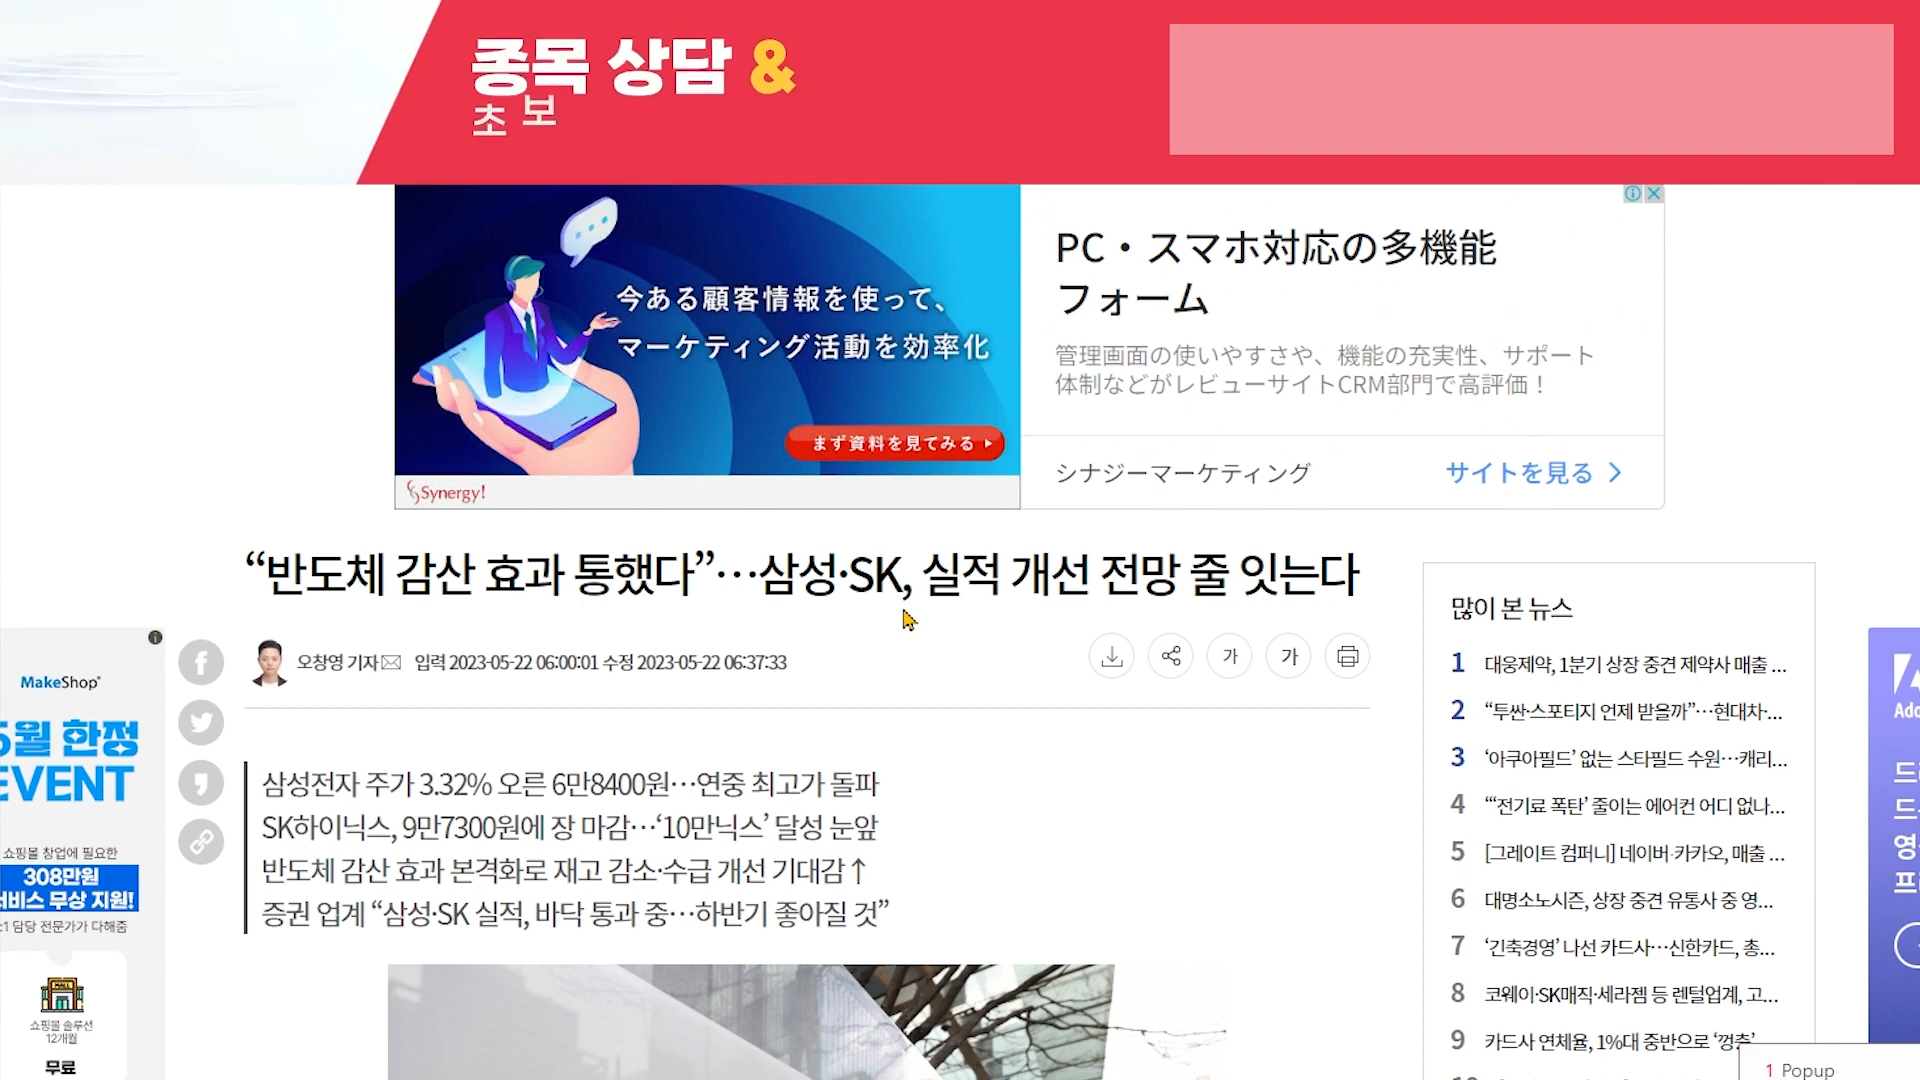 종목 상담 &
초보
今ある顧客情報を使って、
マーケティング活動を効率化
まず資料を見てみる
Synergy!
PC・スマホ対応の多機能
フォーム
管理画面の使いやすさや、機能の充実性、サポート
体制などがレビューサイトCRM部門で高評価！
シナジーマーケティング
サイトを見る
“반도체 감산 효과 통했다”…삼성·SK, 실적 개선 전망 줄 잇는다
오창영 기자
입력 2023-05-22 06:00:01 수정 2023-05-22 06:37:33
가
가
삼성전자 주가 3.32% 오른 6만8400원…연중 최고가 돌파
SK하이닉스, 9만7300원에 장 마감…‘10만닉스’ 달성 눈앞
반도체 감산 효과 본격화로 재고 감소·수급 개선 기대감↑
증권 업계 “삼성·SK 실적, 바닥 통과 중…하반기 좋아질 것”
많이 본 뉴스
1 대웅제약, 1분기 상장 중견 제약사 매출 ...
2 “투싼·스포티지 언제 받을까”…현대차·...
3 ‘아쿠아필드’ 없는 스타필드 수원…캐리...
4 “‘전기료 폭탄’ 줄이는 에어컨 어디 없나...
5 [그레이트 컴퍼니] 네이버·카카오, 매출 ...
6 대명소노시즌, 상장 중견 유통사 중 영...
7 ‘긴축경영’ 나선 카드사…신한카드, 총...
8 코웨이·SK매직·세라젬 등 렌털업계, 고...
9 카드사 연체율, 1%대 중반으로 ‘껑충’
MakeShop
5월 한정
EVENT
쇼핑몰 창업에 필요한
308만원
서비스 무상 지원!
1:1 담당 전문가가 다해줌
MALL
쇼핑몰 솔루션
12개월
무료
1 Popup